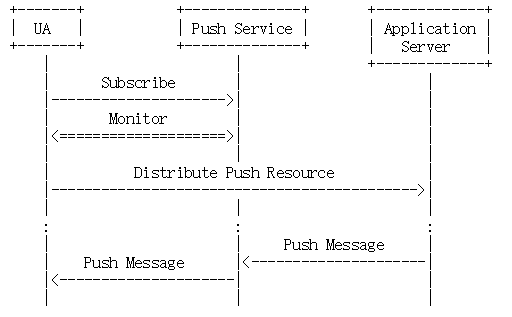 UA
Push Service
Application
Server
Subscribe
Monitor
Distribute Push Resource
Push Message
Push Message